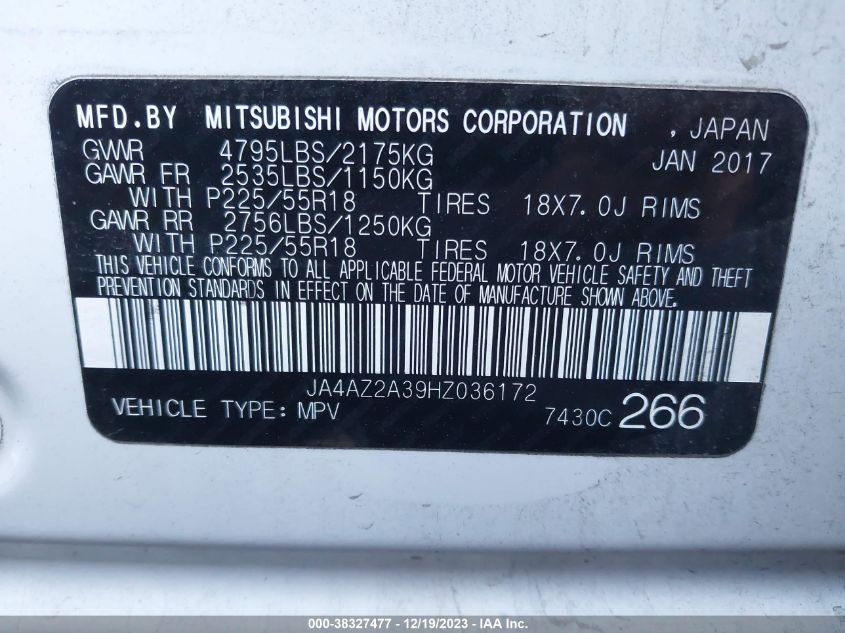 MFD.BY MITSUBISHI MOTORS CORPORATION , JAPAN
GVWR 4795LBS/2175KG JAN 2017
GAWR FR 2535LBS/1150KG
WITH P225/55R18 TIRES 18X7.0J RIMS
GAWR RR 2756LBS/1250KG
WITH P225/55R18 TIRES 18X7.0J RIMS
THIS VEHICLE CONFORMS TO ALL APPLICABLE FEDERAL MOTOR VEHICLE SAFETY AND THEFT
PREVENTION STANDARDS IN EFFECT ON THE DATE OF MANUFACTURE SHOWN ABOVE.
JA4AZ2A39HZ036172
VEHICLE TYPE: MPV 7430C 266
000-38327477 - 12/19/2023 - IAA Inc.